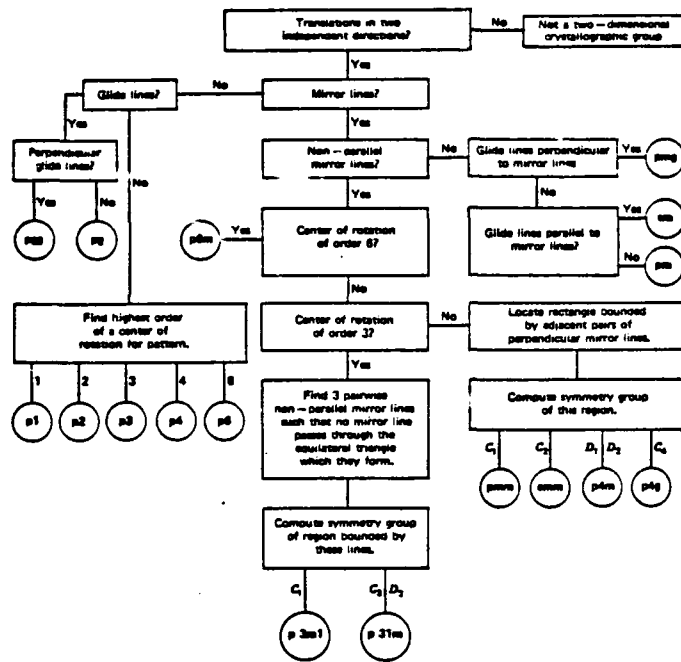 Translations in two
independent directions?
No
Not a two – dimensional
crystallographic group
Yes
Glide lines?
No
Mirror lines?
Yes
Yes
Perpendicular
glide lines?
No
Non – parallel
mirror lines?
No
Glide lines perpendicular
to mirror lines
Yes
pmg
Yes
No
Yes
No
pgg
pg
p6m
Yes
Center of rotation
of order 6?
Glide lines parallel to
mirror lines?
Yes
cm
No
pm
No
Find highest order
of a center of
rotation for pattern.
Center of rotation
of order 3?
No
Locate rectangle bounded
by adjacent pairs of
perpendicular mirror lines.
1 2 3 4 6
Yes
p1 p2 p3 p4 p6
Find 3 pairwise
non – parallel mirror lines
such that no mirror line
passes through the
equilateral triangle
which they form.
Compute symmetry group
of this region.
C₁ C₂ D₁ D₂ C₄
pmm cmm p4m p4g
Compute symmetry group
of region bounded by
these lines.
C₁ C₃ D₃
p 3m1 p 31m